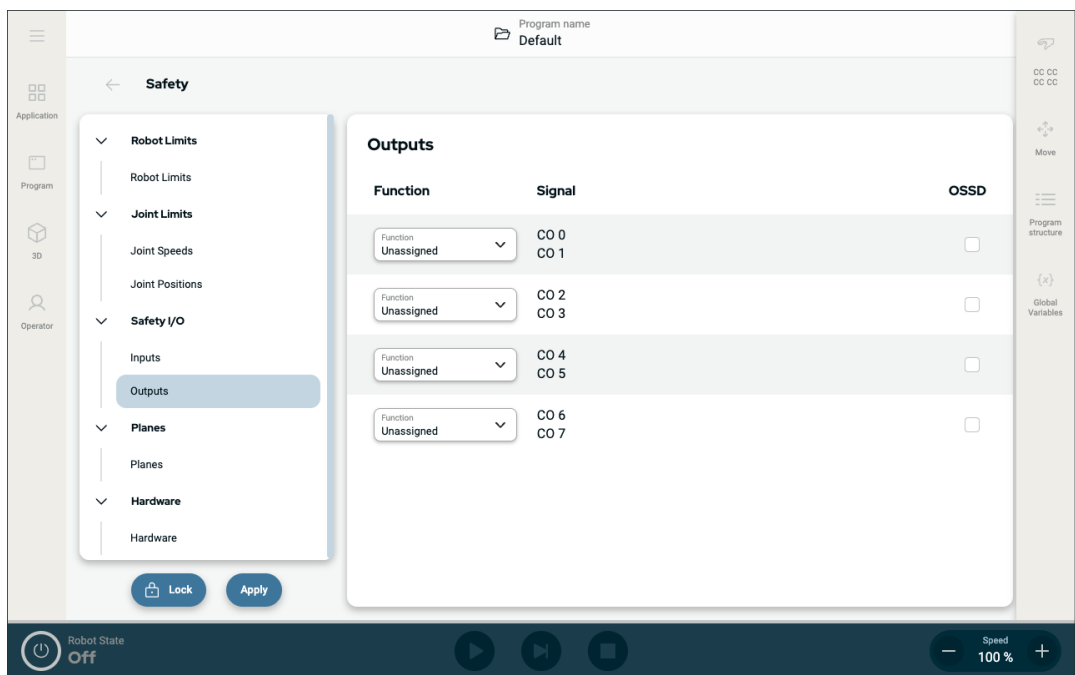 Program name
Default
Application
Program
3D
Operator
Safety
Robot Limits
Robot Limits
Joint Limits
Joint Speeds
Joint Positions
Safety I/O
Inputs
Outputs
Planes
Planes
Hardware
Hardware
Lock
Apply
Outputs
Function
Signal
OSSD
Function
Unassigned
CO 0
CO 1
Function
Unassigned
CO 2
CO 3
Function
Unassigned
CO 4
CO 5
Function
Unassigned
CO 6
CO 7
CC CC
CC CC
Move
Program
structure
{x}
Global
Variables
Robot State
Off
Speed
100 %